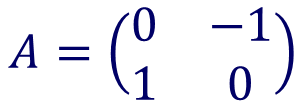 A = (0 −1
1 0)